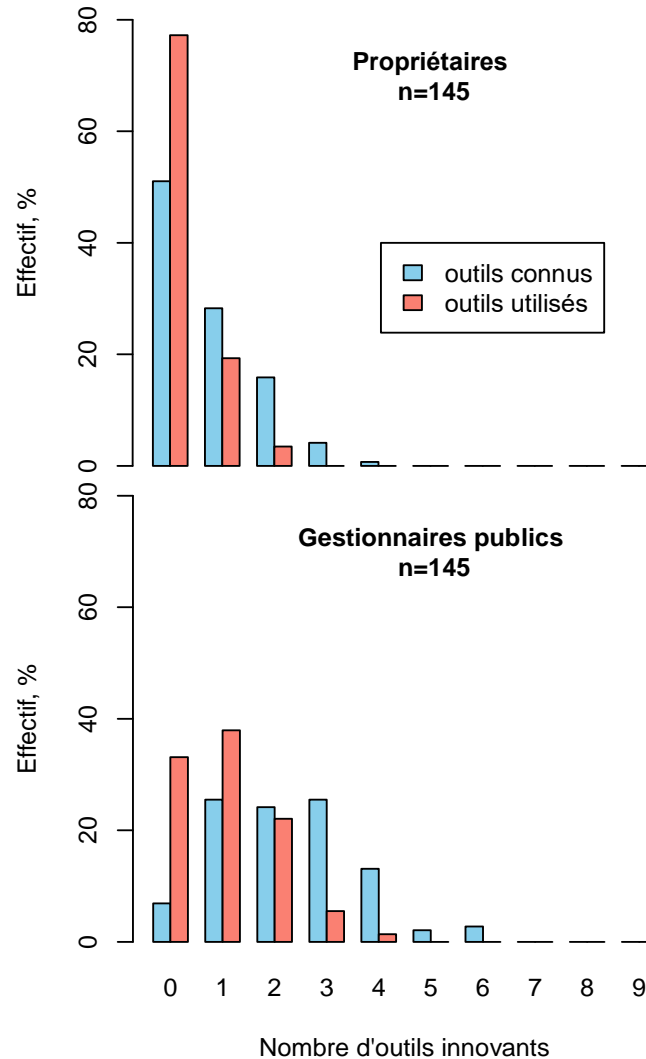 80
60
40
20
0
Effectif, %
Propriétaires
n=145
outils connus
outils utilisés
80
60
40
20
0
Effectif, %
Gestionnaires publics
n=145
0 1 2 3 4 5 6 7 8 9
Nombre d'outils innovants